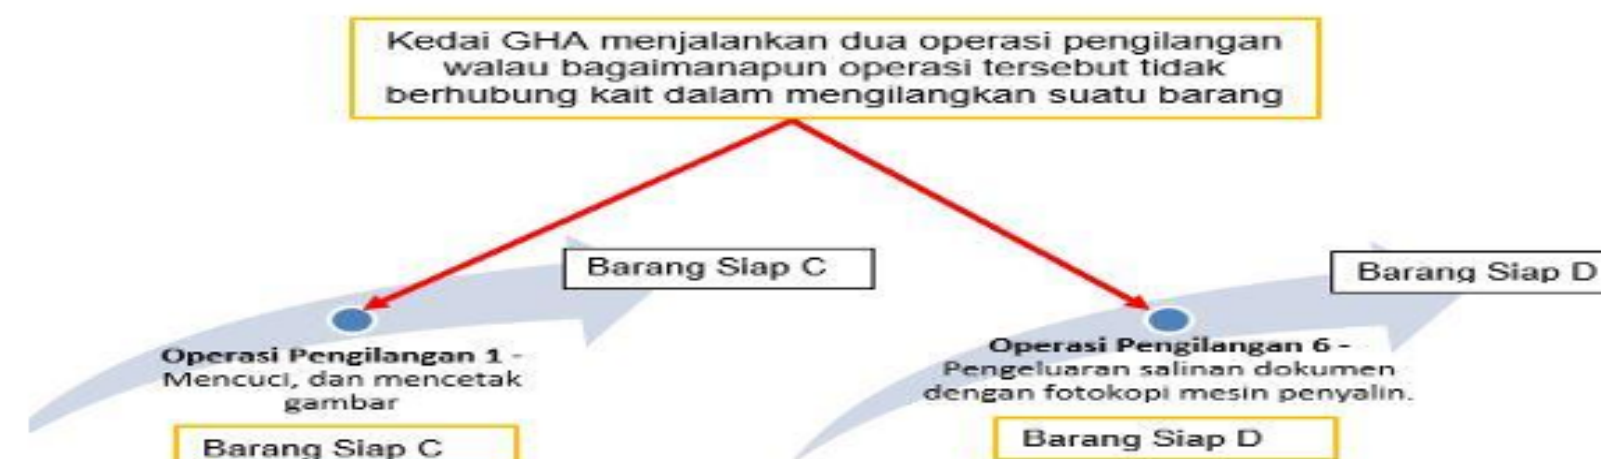 Kedai GHA menjalankan dua operasi pengilangan
walau bagaimanapun operasi tersebut tidak
berhubung kait dalam mengilangkan suatu barang
Barang Siap C
Barang Siap D
Operasi Pengilangan 1 -
Mencuci, dan mencetak
gambar
Barang Siap C
Operasi Pengilangan 6 -
Pengeluaran salinan dokumen
dengan fotokopi mesin penyalin.
Barang Siap D